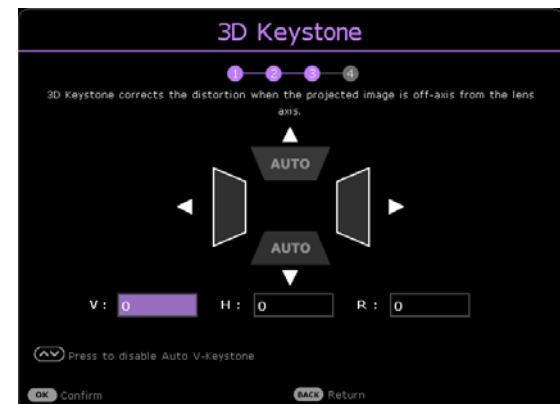 3D Keystone
1 2 3 4
3D Keystone corrects the distortion when the projected image is off-axis from the lens
axis.
AUTO
AUTO
V : 0 H : 0 R : 0
Press to disable Auto V-Keystone
OK Confirm BACK Return